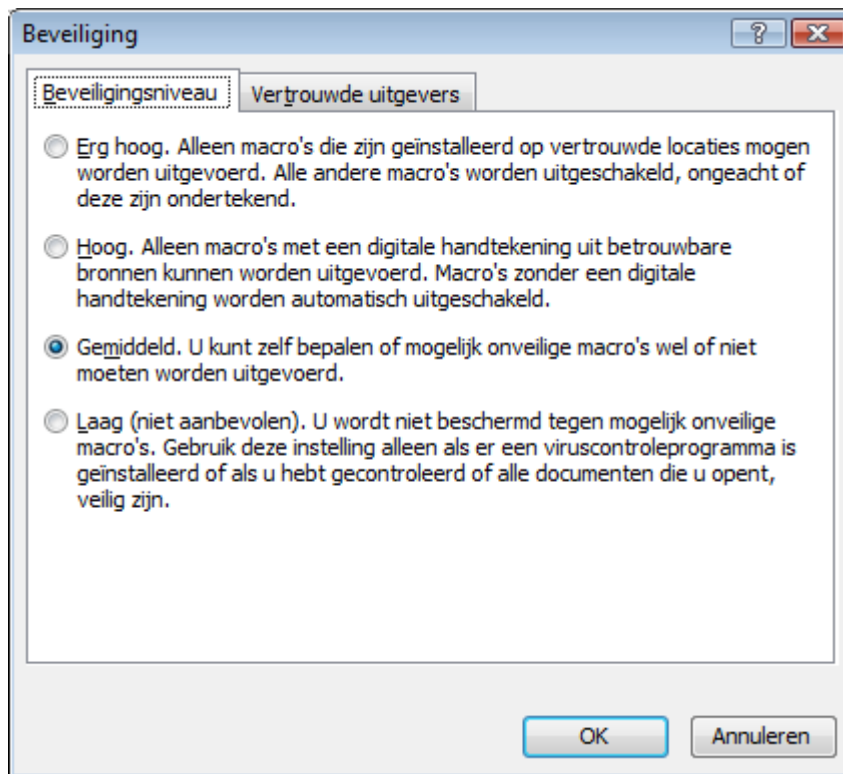 Beveiliging
Beveiligingsniveau
Vertrouwde uitgevers
Erg hoog. Alleen macro's die zijn geïnstalleerd op vertrouwde locaties mogen
worden uitgevoerd. Alle andere macro's worden uitgeschakeld, ongeacht of
deze zijn ondertekend.
Hoog. Alleen macro's met een digitale handtekening uit betrouwbare
bronnen kunnen worden uitgevoerd. Macro's zonder een digitale
handtekening worden automatisch uitgeschakeld.
Gemiddeld. U kunt zelf bepalen of mogelijk onveilige macro's wel of niet
moeten worden uitgevoerd.
Laag (niet aanbevolen). U wordt niet beschermd tegen mogelijk onveilige
macro's. Gebruik deze instelling alleen als er een viruscontroleprogramma is
geïnstalleerd of als u hebt gecontroleerd of alle documenten die u opent,
veilig zijn.
OK
Annuleren